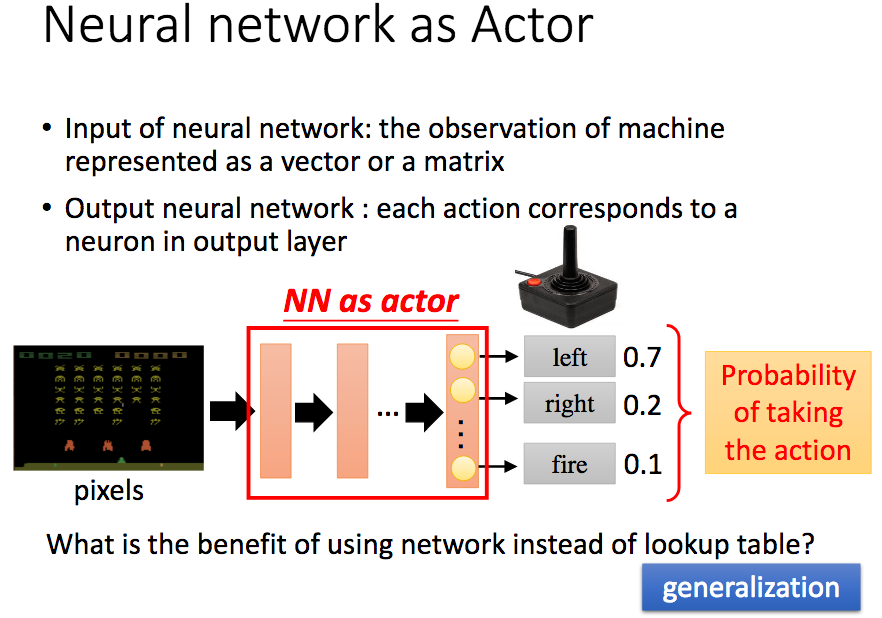 Neural network as Actor
• Input of neural network: the observation of machine
represented as a vector or a matrix
• Output neural network : each action corresponds to a
neuron in output layer
NN as actor
...
left 0.7
right 0.2
fire 0.1
Probability
of taking
the action
pixels
What is the benefit of using network instead of lookup table?
generalization